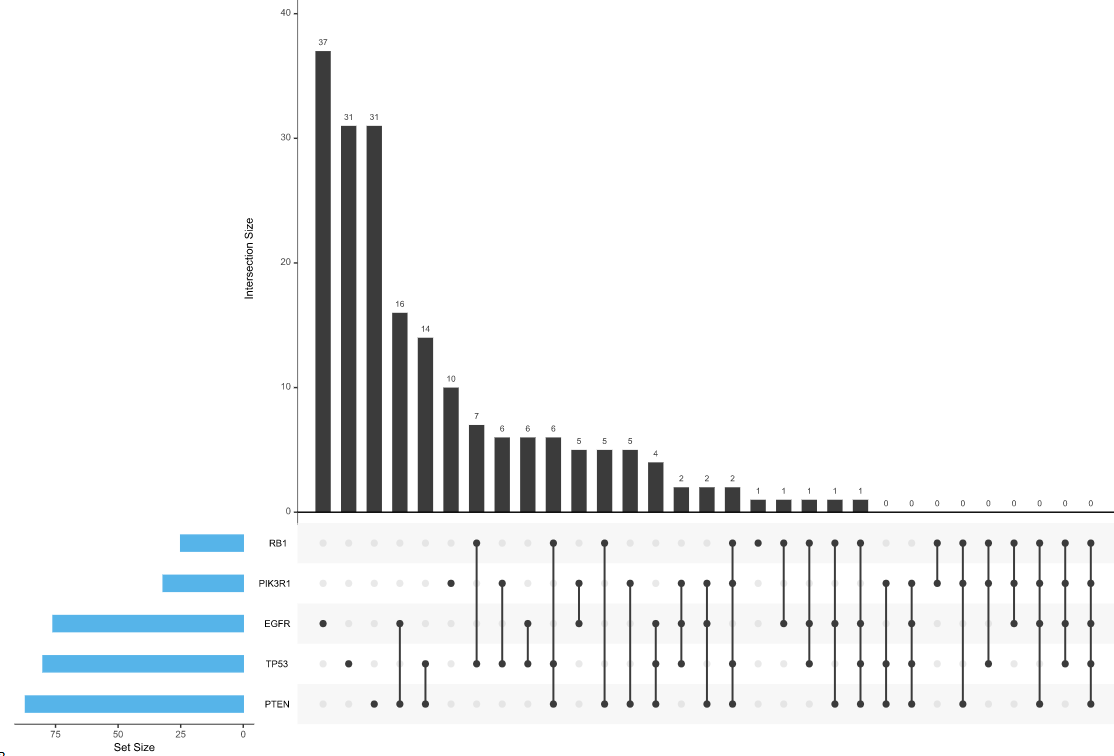 40
37
31 31
30
Intersection Size
20
16
14
10
10
7
6 6 6
5 5 5
4
2 2 2
1 1 1 1 1
0 0 0 0 0 0 0 0 0
0
RB1
PIK3R1
EGFR
TP53
PTEN
75 50 25 0
Set Size